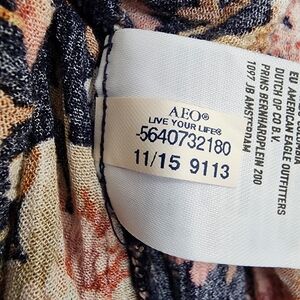 AEO®
LIVE YOUR LIFE®
-5640732180
11/15 9113
EU AMERICAN EAGLE OUTFITTERS
DUTCH OP CO B.V.
PRINS BERNHARDPLEIN 200
1097 JB AMSTERDAM